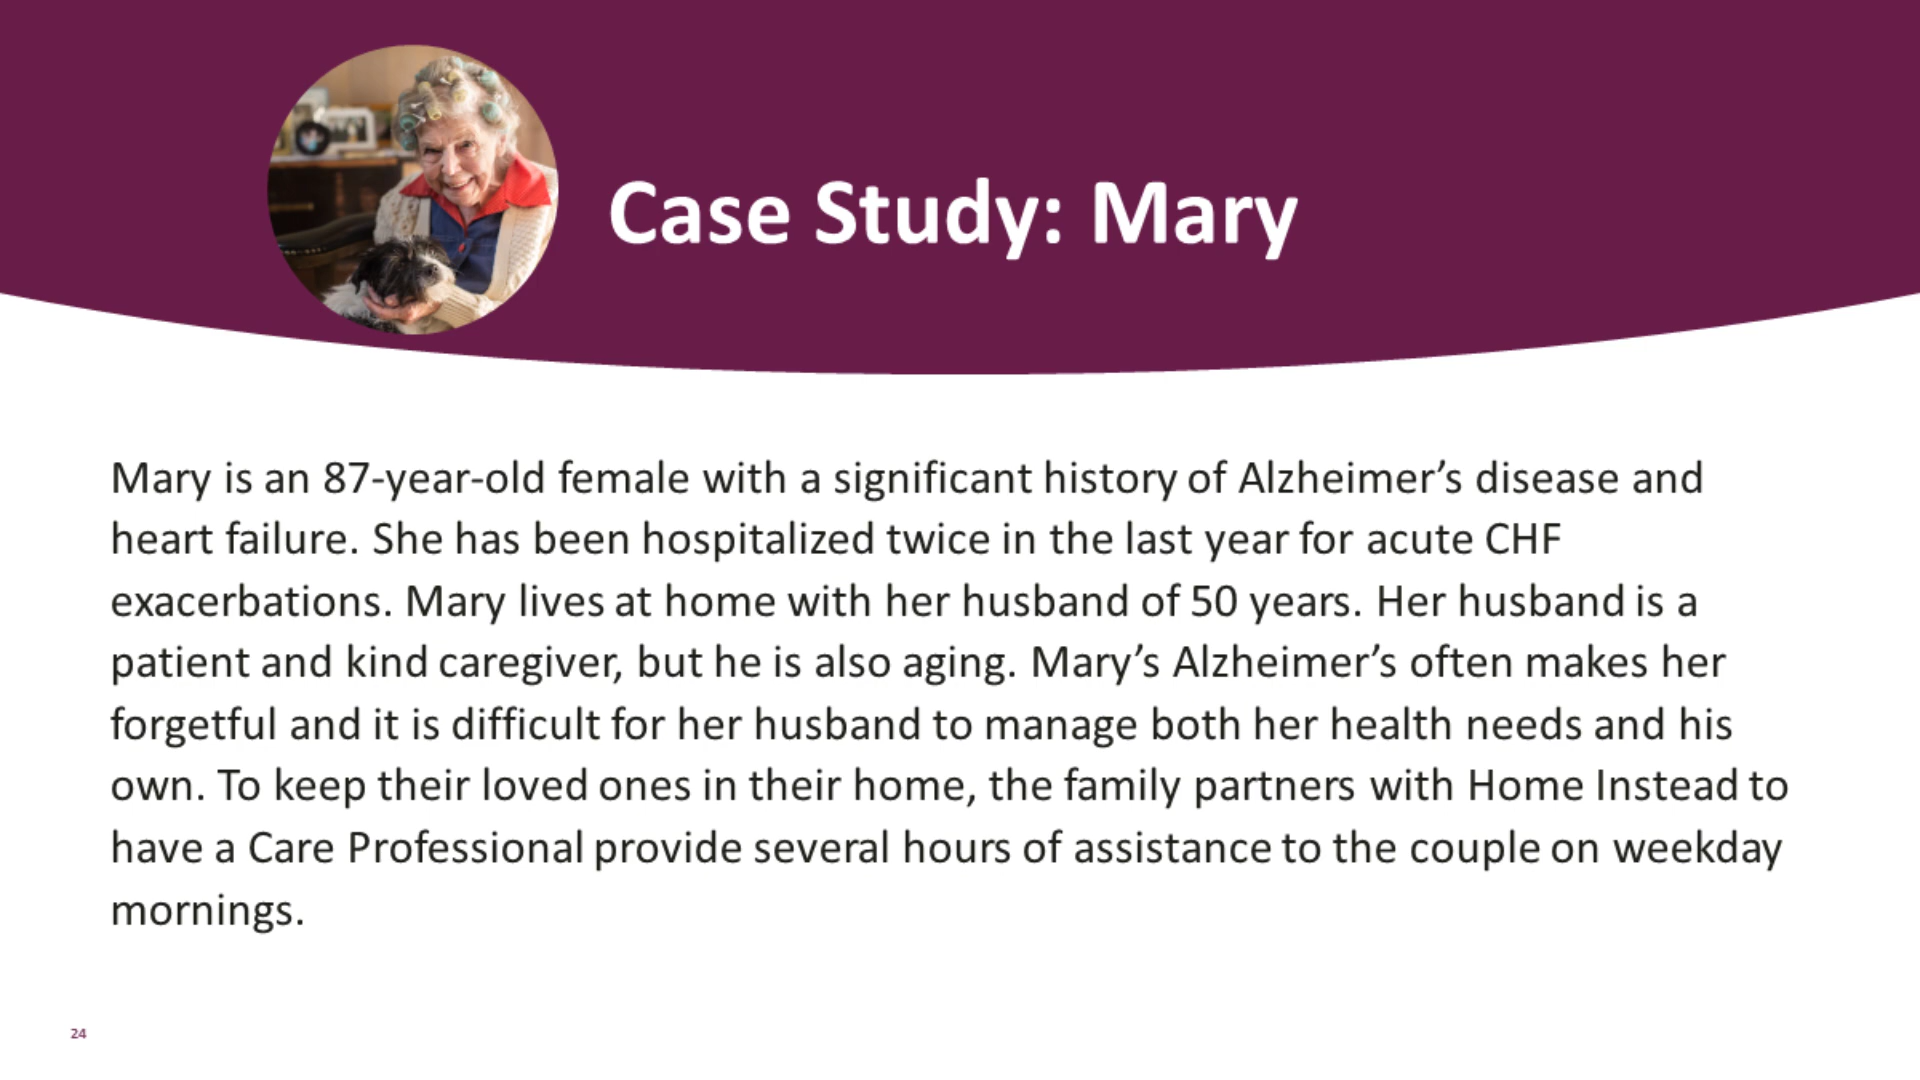 Case Study: Mary
Mary is an 87-year-old female with a significant history of Alzheimer’s disease and
heart failure. She has been hospitalized twice in the last year for acute CHF
exacerbations. Mary lives at home with her husband of 50 years. Her husband is a
patient and kind caregiver, but he is also aging. Mary’s Alzheimer’s often makes her
forgetful and it is difficult for her husband to manage both her health needs and his
own. To keep their loved ones in their home, the family partners with Home Instead to
have a Care Professional provide several hours of assistance to the couple on weekday
mornings.
24